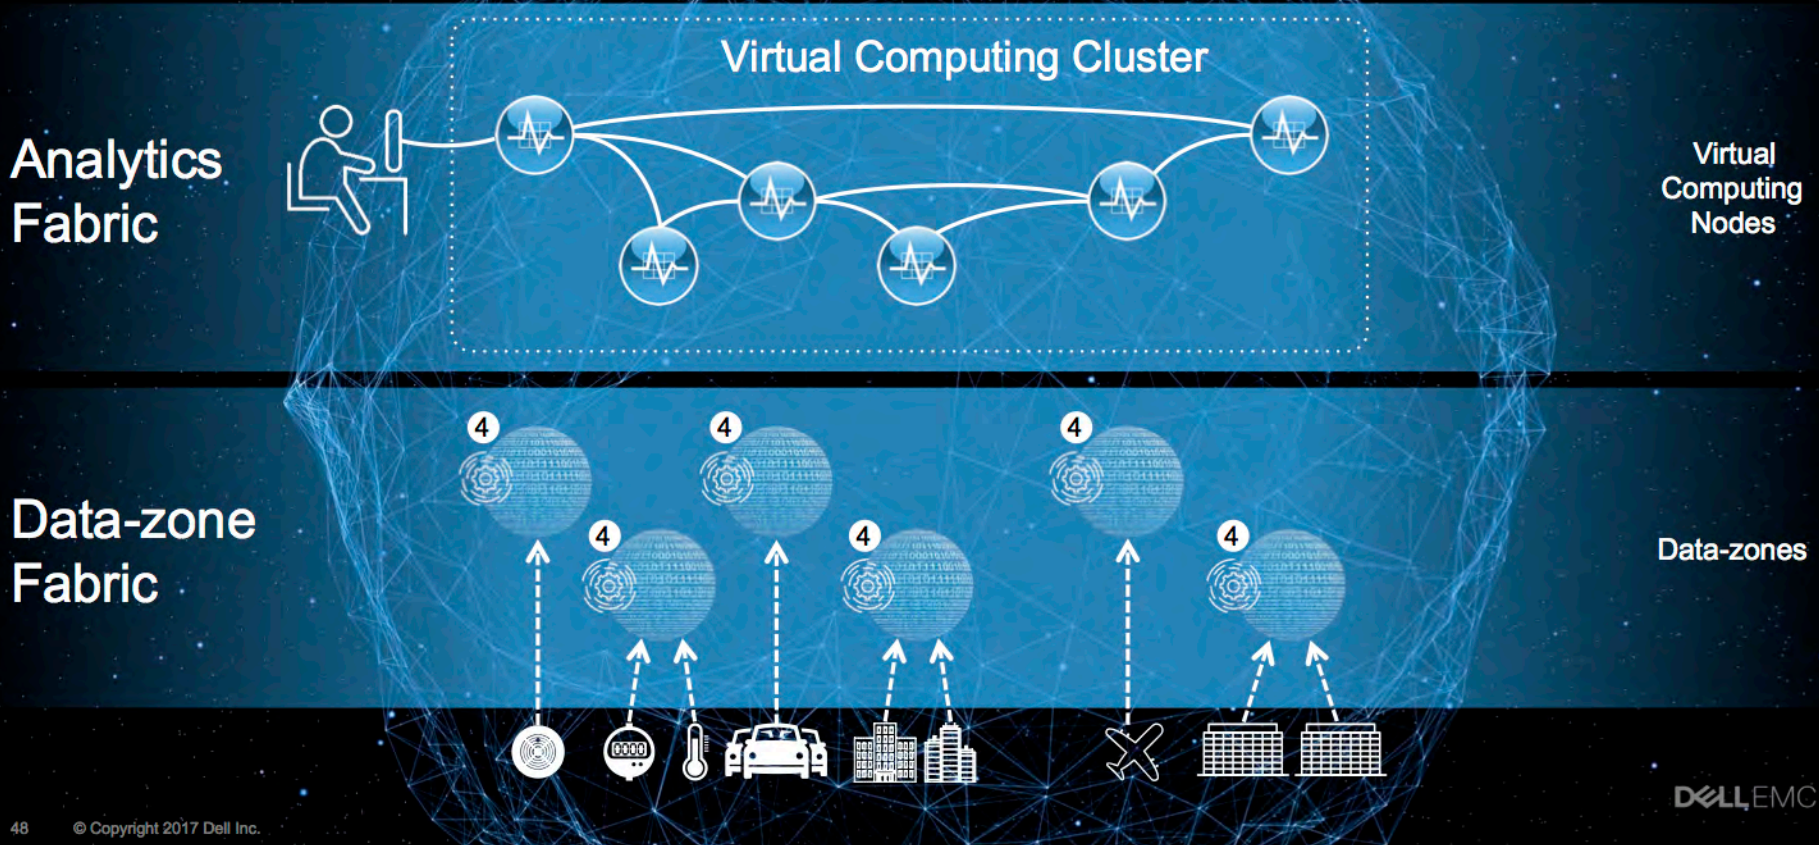 Virtual Computing Cluster
Analytics
Fabric
Virtual
Computing
Nodes
4
4
4
4
4
4
Data-zone
Fabric
Data-zones
0000
DELLEMC
48
© Copyright 2017 Dell Inc.